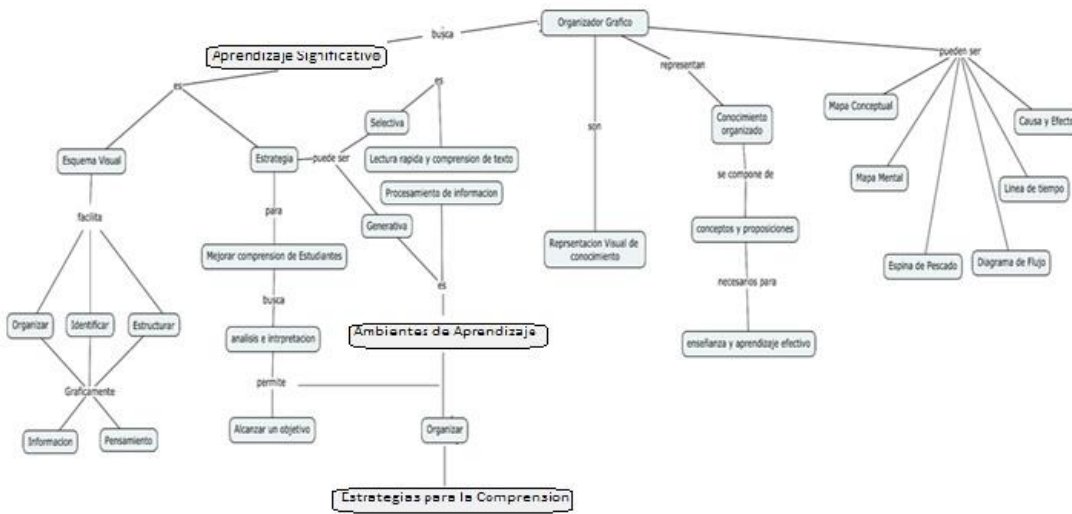 Organizador Grafico
busca
Aprendizaje Significativo
pueden ser
representan
es
es
Mapa Conceptual
Causa y Efecto
Selectiva
Conocimiento
organizado
son
Esquema Visual
Estrategia
puede ser
Lectura rapida y comprension de texto
se compone de
Mapa Mental
Linea de tiempo
Procesamiento de informacion
para
facilita
Generativa
conceptos y proposiciones
Mejorar comprension de Estudiantes
Reprsentacion Visual de
conocimiento
Espina de Pescado
Diagrama de Flujo
es
necesarios para
busca
Organizar
Identificar
Estructurar
Ambientes de Aprendizaje
analisis e intrpretacion
enseñanza y aprendizaje efectivo
permite
Graficamente
Alcanzar un objetivo
Organizar
Informacion
Pensamiento
Estrategias para la Comprension